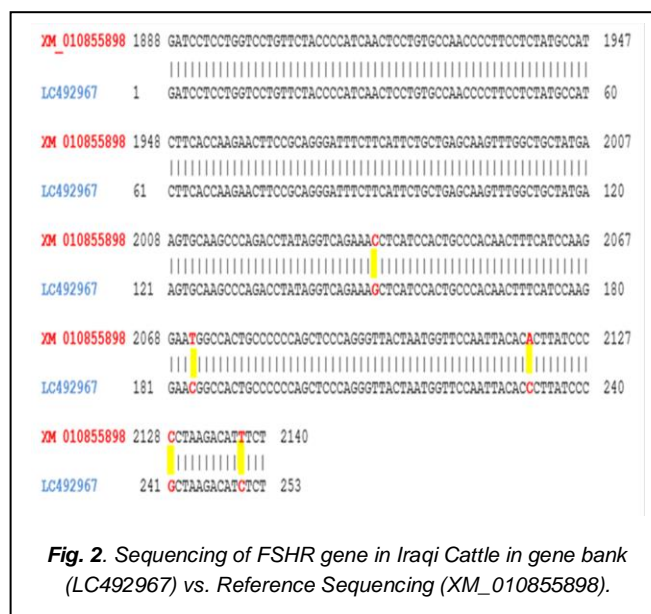 XM_010855898 1888 GATCCTCCTGGTCCTGTTCTACCCCATCAACTCCTGTGCCAACCCCTTCCTCTATGCCAT 1947
||||||||||||||||||||||||||||||||||||||||||||||||||||||||||||
LC492967 1 GATCCTCCTGGTCCTGTTCTACCCCATCAACTCCTGTGCCAACCCCTTCCTCTATGCCAT 60
XM_010855898 1948 CTTCACCAAGAACTTCCGCAGGGATTTCTTCATTCTGCTGAGCAAGTTTGGCTGCTATGA 2007
||||||||||||||||||||||||||||||||||||||||||||||||||||||||||||
LC492967 61 CTTCACCAAGAACTTCCGCAGGGATTTCTTCATTCTGCTGAGCAAGTTTGGCTGCTATGA 120
XM_010855898 2008 AGTGCAAGCCCAGACCTATAGGTCAGAAACCTCATCCACTGCCCACAACTTTCATCCAAG 2067
||||||||||||||||||||||||||||| ||||||||||||||||||||||||||||||
LC492967 121 AGTGCAAGCCCAGACCTATAGGTCAGAAAGCTCATCCACTGCCCACAACTTTCATCCAAG 180
XM_010855898 2068 GAATGGCCACTGCCCCCCAGCTCCCAGGGTTACTAATGGTTCCAATTACACACTTATCCC 2127
||| ||||||||||||||||||||||||||||||||||||||||||||||| ||||||||
LC492967 181 GAACGGCCACTGCCCCCCAGCTCCCAGGGTTACTAATGGTTCCAATTACACCCTTATCCC 240
XM_010855898 2128 CCTAAGACATTTCT 2140
|||||||||| |||
LC492967 241 GCTAAGACATCTCT 253
Fig. 2. Sequencing of FSHR gene in Iraqi Cattle in gene bank
(LC492967) vs. Reference Sequencing (XM_010855898).